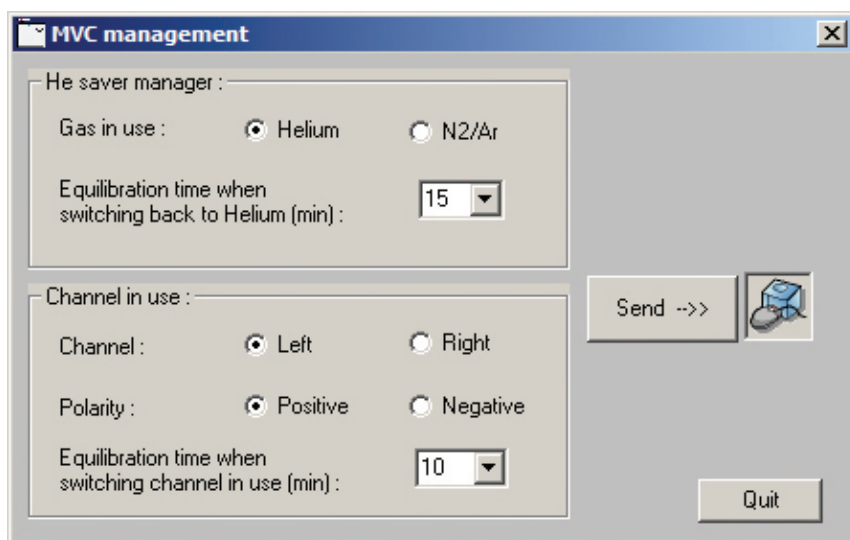 MVC management
He saver manager :
Gas in use : Helium N2/Ar
Equilibration time when
switching back to Helium (min) : 15
Channel in use :
Channel : Left Right
Polarity : Positive Negative
Equilibration time when
switching channel in use (min) : 10
Send -->>
Quit